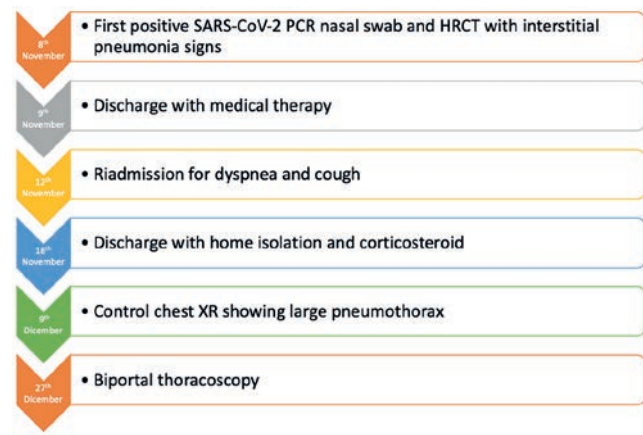 8th
November
• First positive SARS-CoV-2 PCR nasal swab and HRCT with interstitial
pneumonia signs
9th
November
• Discharge with medical therapy
12th
November
• Riadmission for dyspnea and cough
18th
November
• Discharge with home isolation and corticosteroid
9th
Dicember
• Control chest XR showing large pneumothorax
27th
Dicember
• Biportal thoracoscopy